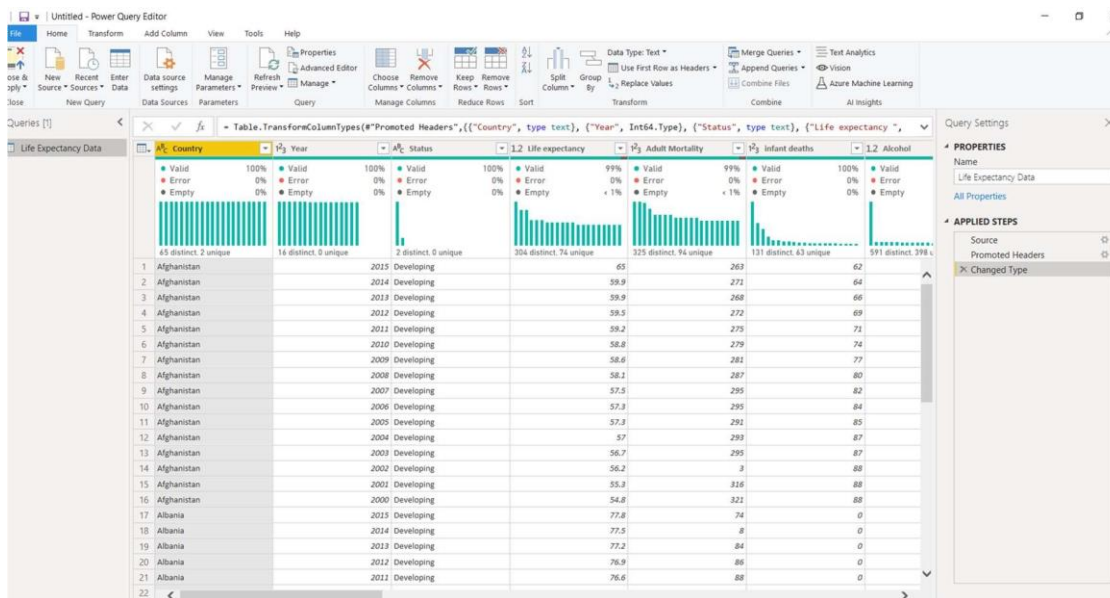 Untitled - Power Query Editor
File Home Transform Add Column View Tools Help
New Source Recent Sources Enter Data
Data source settings
Manage Parameters
Refresh Preview
Properties
Advanced Editor
Manage
Choose Columns Remove Columns
Keep Rows Remove Rows
Split Column Group By
Data Type: Text
Use First Row as Headers
Replace Values
Merge Queries
Append Queries
Combine Files
Text Analytics
Vision
Azure Machine Learning
New Query Data Sources Parameters Query Manage Columns Reduce Rows Sort Transform Combine AI Insights
Queries [1]
Life Expectancy Data
= Table.TransformColumnTypes(#"Promoted Headers",{{"Country", type text}, {"Year", Int64.Type}, {"Status", type text}, {"Life expectancy ",
Country Year Status 1.2 Life expectancy Adult Mortality infant deaths 1.2 Alcohol
Valid 100% Valid 100% Valid 100% Valid 99% Valid 99% Valid 100% Valid
Error 0% Error 0% Error 0% Error 0% Error 0% Error 0% Error
Empty 0% Empty 0% Empty 0% Empty < 1% Empty < 1% Empty 0% Empty
65 distinct, 2 unique 16 distinct, 0 unique 2 distinct, 0 unique 304 distinct, 74 unique 325 distinct, 94 unique 131 distinct, 63 unique 591 distinct, 398
1 Afghanistan 2015 Developing 65 263 62
2 Afghanistan 2014 Developing 59.9 271 64
3 Afghanistan 2013 Developing 59.9 268 66
4 Afghanistan 2012 Developing 59.5 272 69
5 Afghanistan 2011 Developing 59.2 275 71
6 Afghanistan 2010 Developing 58.8 279 74
7 Afghanistan 2009 Developing 58.6 281 77
8 Afghanistan 2008 Developing 58.1 287 80
9 Afghanistan 2007 Developing 57.5 295 82
10 Afghanistan 2006 Developing 57.3 295 84
11 Afghanistan 2005 Developing 57.3 291 85
12 Afghanistan 2004 Developing 57 293 87
13 Afghanistan 2003 Developing 56.7 295 87
14 Afghanistan 2002 Developing 56.2 3 88
15 Afghanistan 2001 Developing 55.3 316 88
16 Afghanistan 2000 Developing 54.8 321 88
17 Albania 2015 Developing 77.8 74 0
18 Albania 2014 Developing 77.5 8 0
19 Albania 2013 Developing 77.2 84 0
20 Albania 2012 Developing 76.9 86 0
21 Albania 2011 Developing 76.6 88 0
22
Query Settings
PROPERTIES
Name
Life Expectancy Data
All Properties
APPLIED STEPS
Source
Promoted Headers
Changed Type